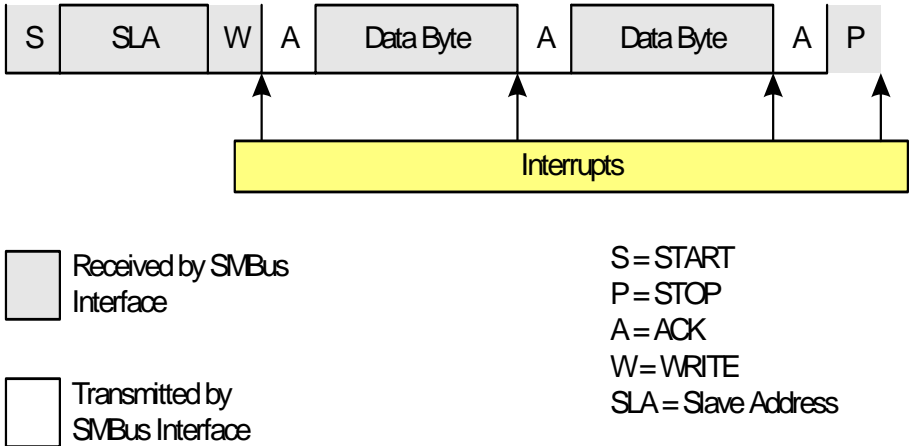 S SLA W A Data Byte A Data Byte A P
Interrupts
Received by SMBus
Interface
Transmitted by
SMBus Interface
S = START
P = STOP
A = ACK
W = WRITE
SLA = Slave Address